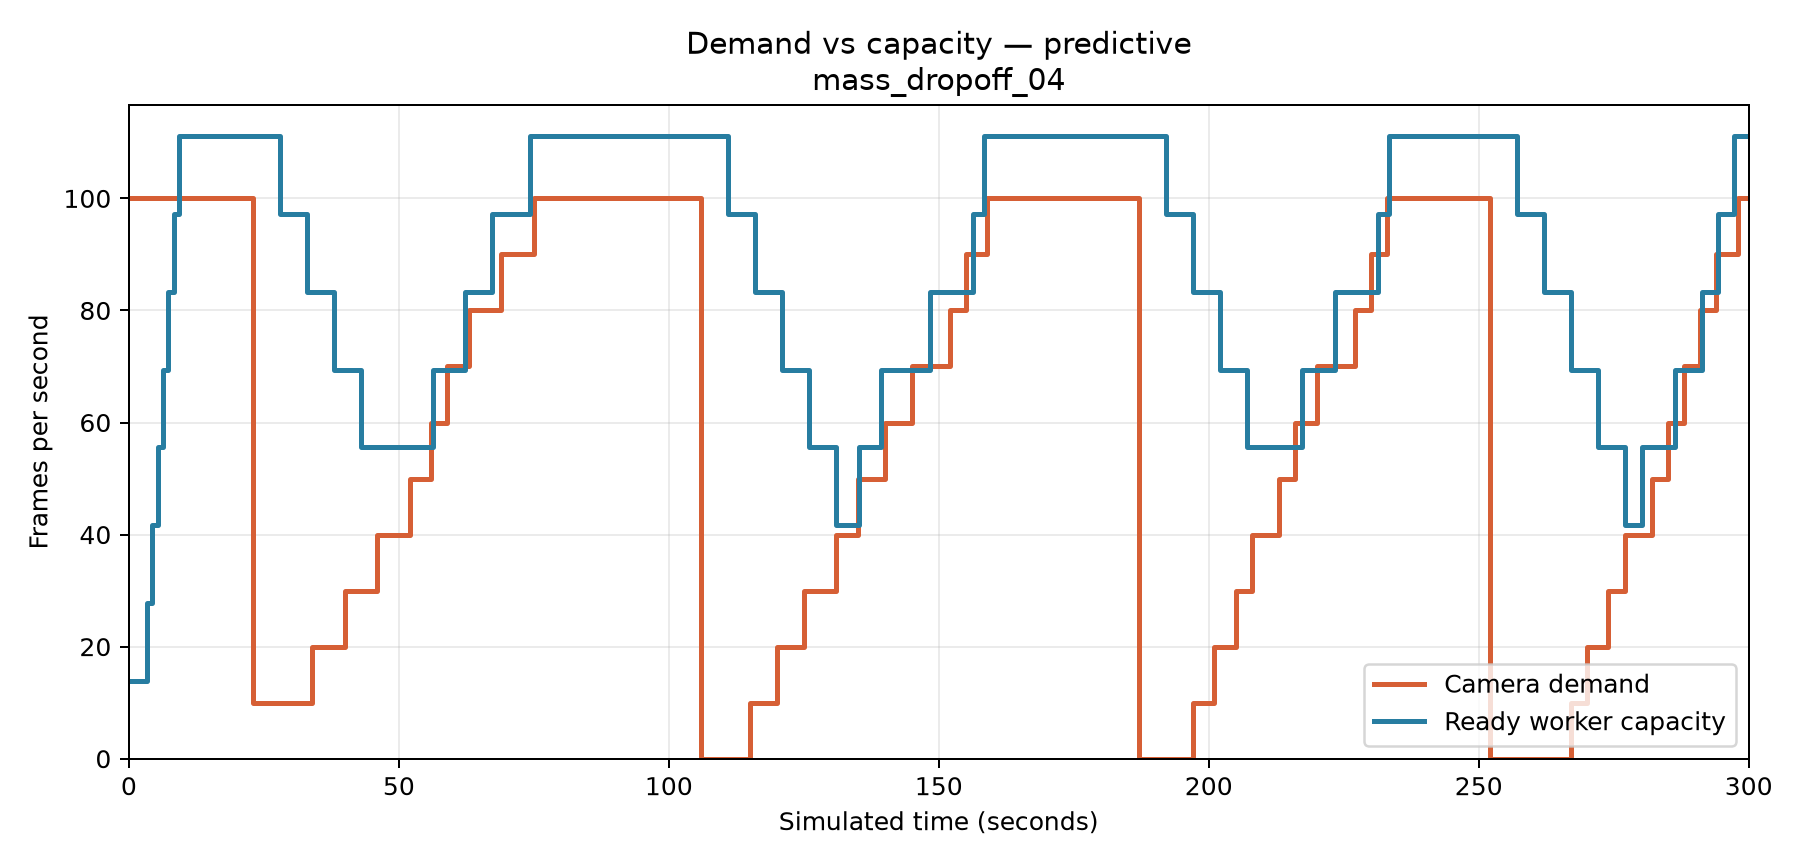 Demand vs capacity — predictive
mass_dropoff_04
Frames per second
100
80
60
40
20
0
0 50 100 150 200 250 300
Simulated time (seconds)
Camera demand
Ready worker capacity